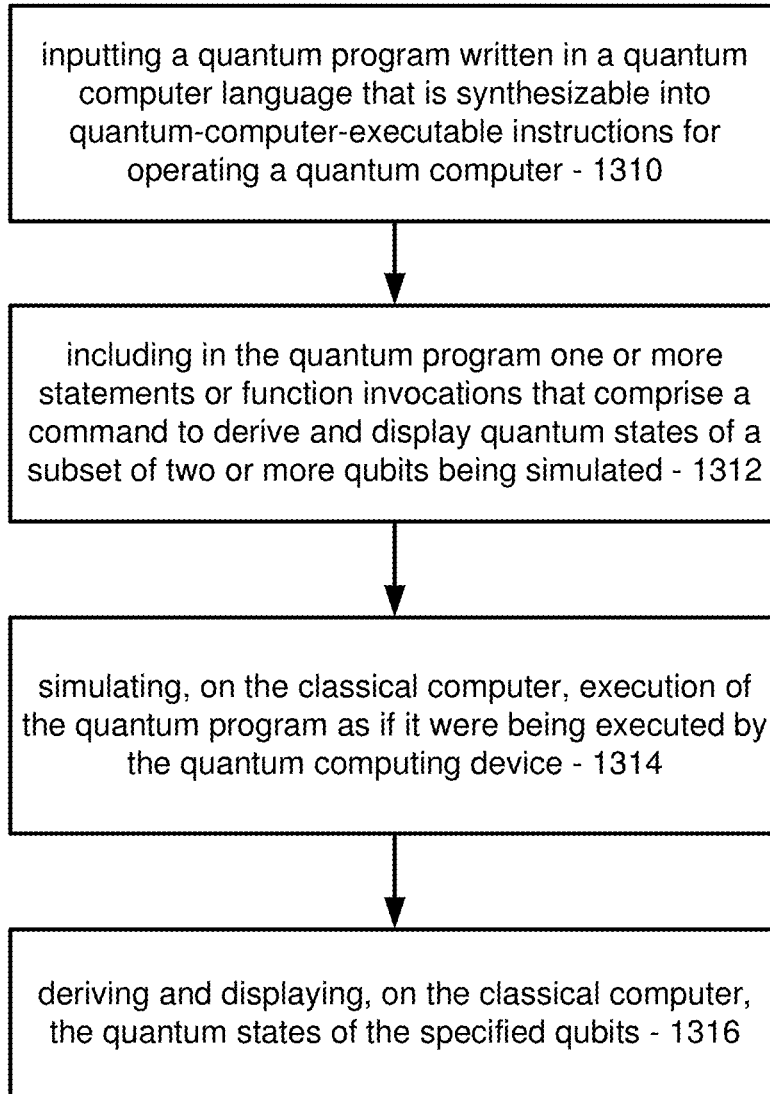 inputting a quantum program written in a quantum
computer language that is synthesizable into
quantum-computer-executable instructions for
operating a quantum computer - 1310
including in the quantum program one or more
statements or function invocations that comprise a
command to derive and display quantum states of a
subset of two or more qubits being simulated - 1312
simulating, on the classical computer, execution of
the quantum program as if it were being executed by
the quantum computing device - 1314
deriving and displaying, on the classical computer,
the quantum states of the specified qubits - 1316